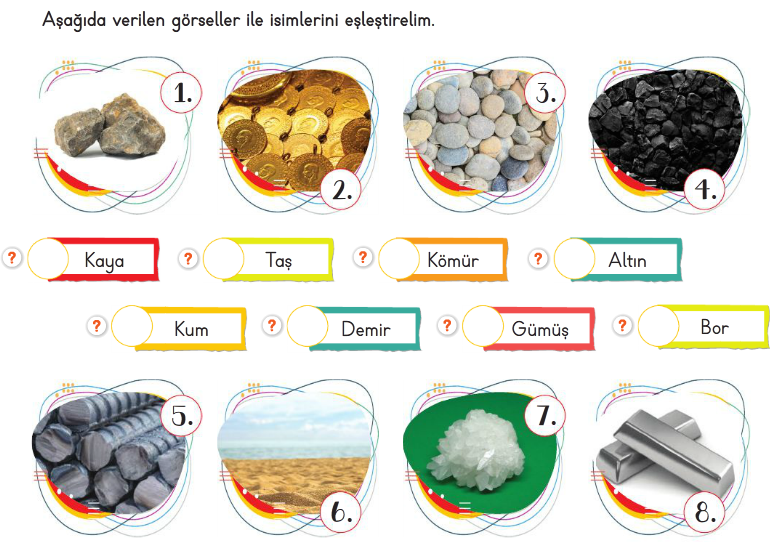 Aşağıda verilen görseller ile isimlerini eşleştirelim.
1.
2.
3.
4.
? Kaya ? Taş ? Kömür ? Altın
? Kum ? Demir ? Gümüş ? Bor
5.
6.
7.
8.